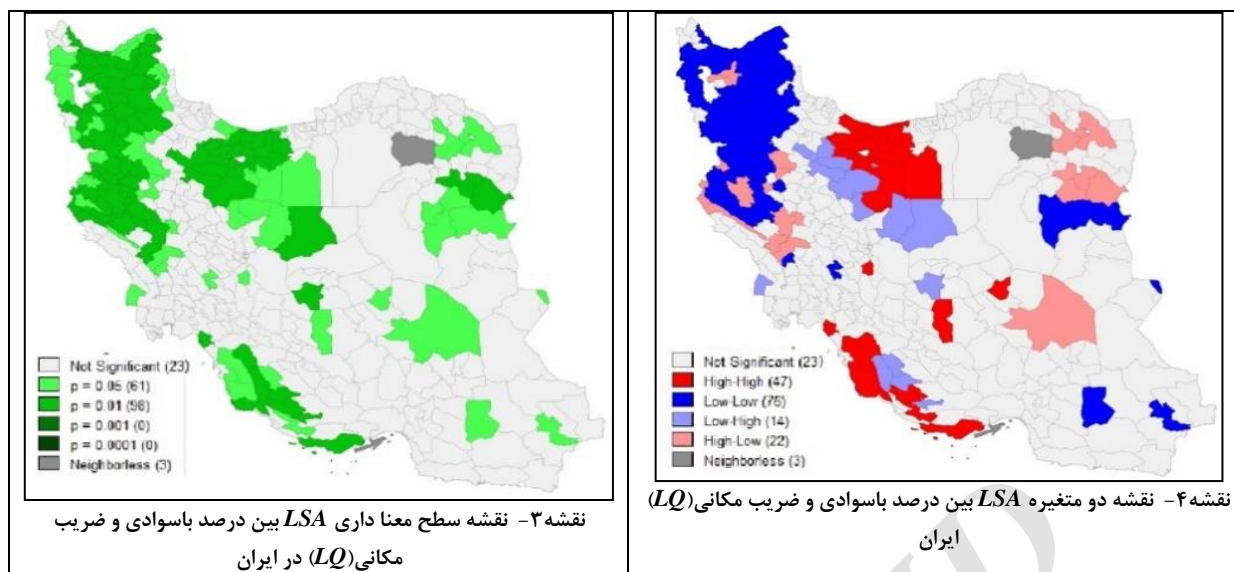 Not Significant (23)
p = 0.05 (61)
p = 0.01 (98)
p = 0.001 (0)
p = 0.0001 (0)
Neighborless (3)
نقشه۳- نقشه سطح معنا داری LSA بین درصد باسوادی و ضریب
مکانی(LQ) در ایران
Not Significant (23)
High-High (47)
Low-Low (75)
Low-High (14)
High-Low (22)
Neighborless (3)
نقشه۴- نقشه دو متغیره LSA بین درصد باسوادی و ضریب مکانی(LQ)
ایران